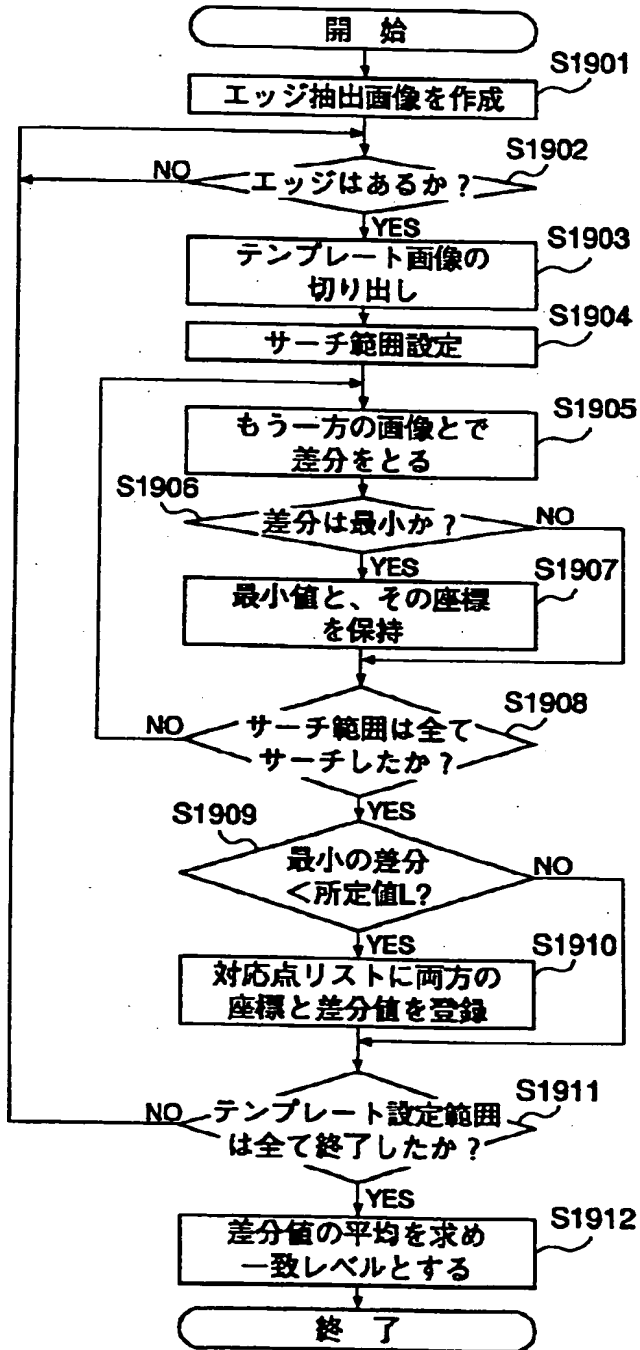 開 始
S1901
エッジ抽出画像を作成
S1902
NO
エッジはあるか?
YES
S1903
テンプレート画像の
切り出し
S1904
サーチ範囲設定
S1905
もう一方の画像とで
差分をとる
S1906
差分は最小か?
NO
YES
S1907
最小値と、その座標
を保持
S1908
NO
サーチ範囲は全て
サーチしたか?
YES
S1909
最小の差分
<所定値L?
NO
YES
S1910
対応点リストに両方の
座標と差分値を登録
S1911
NO
テンプレート設定範囲
は全て終了したか?
YES
S1912
差分値の平均を求め
一致レベルとする
終 了